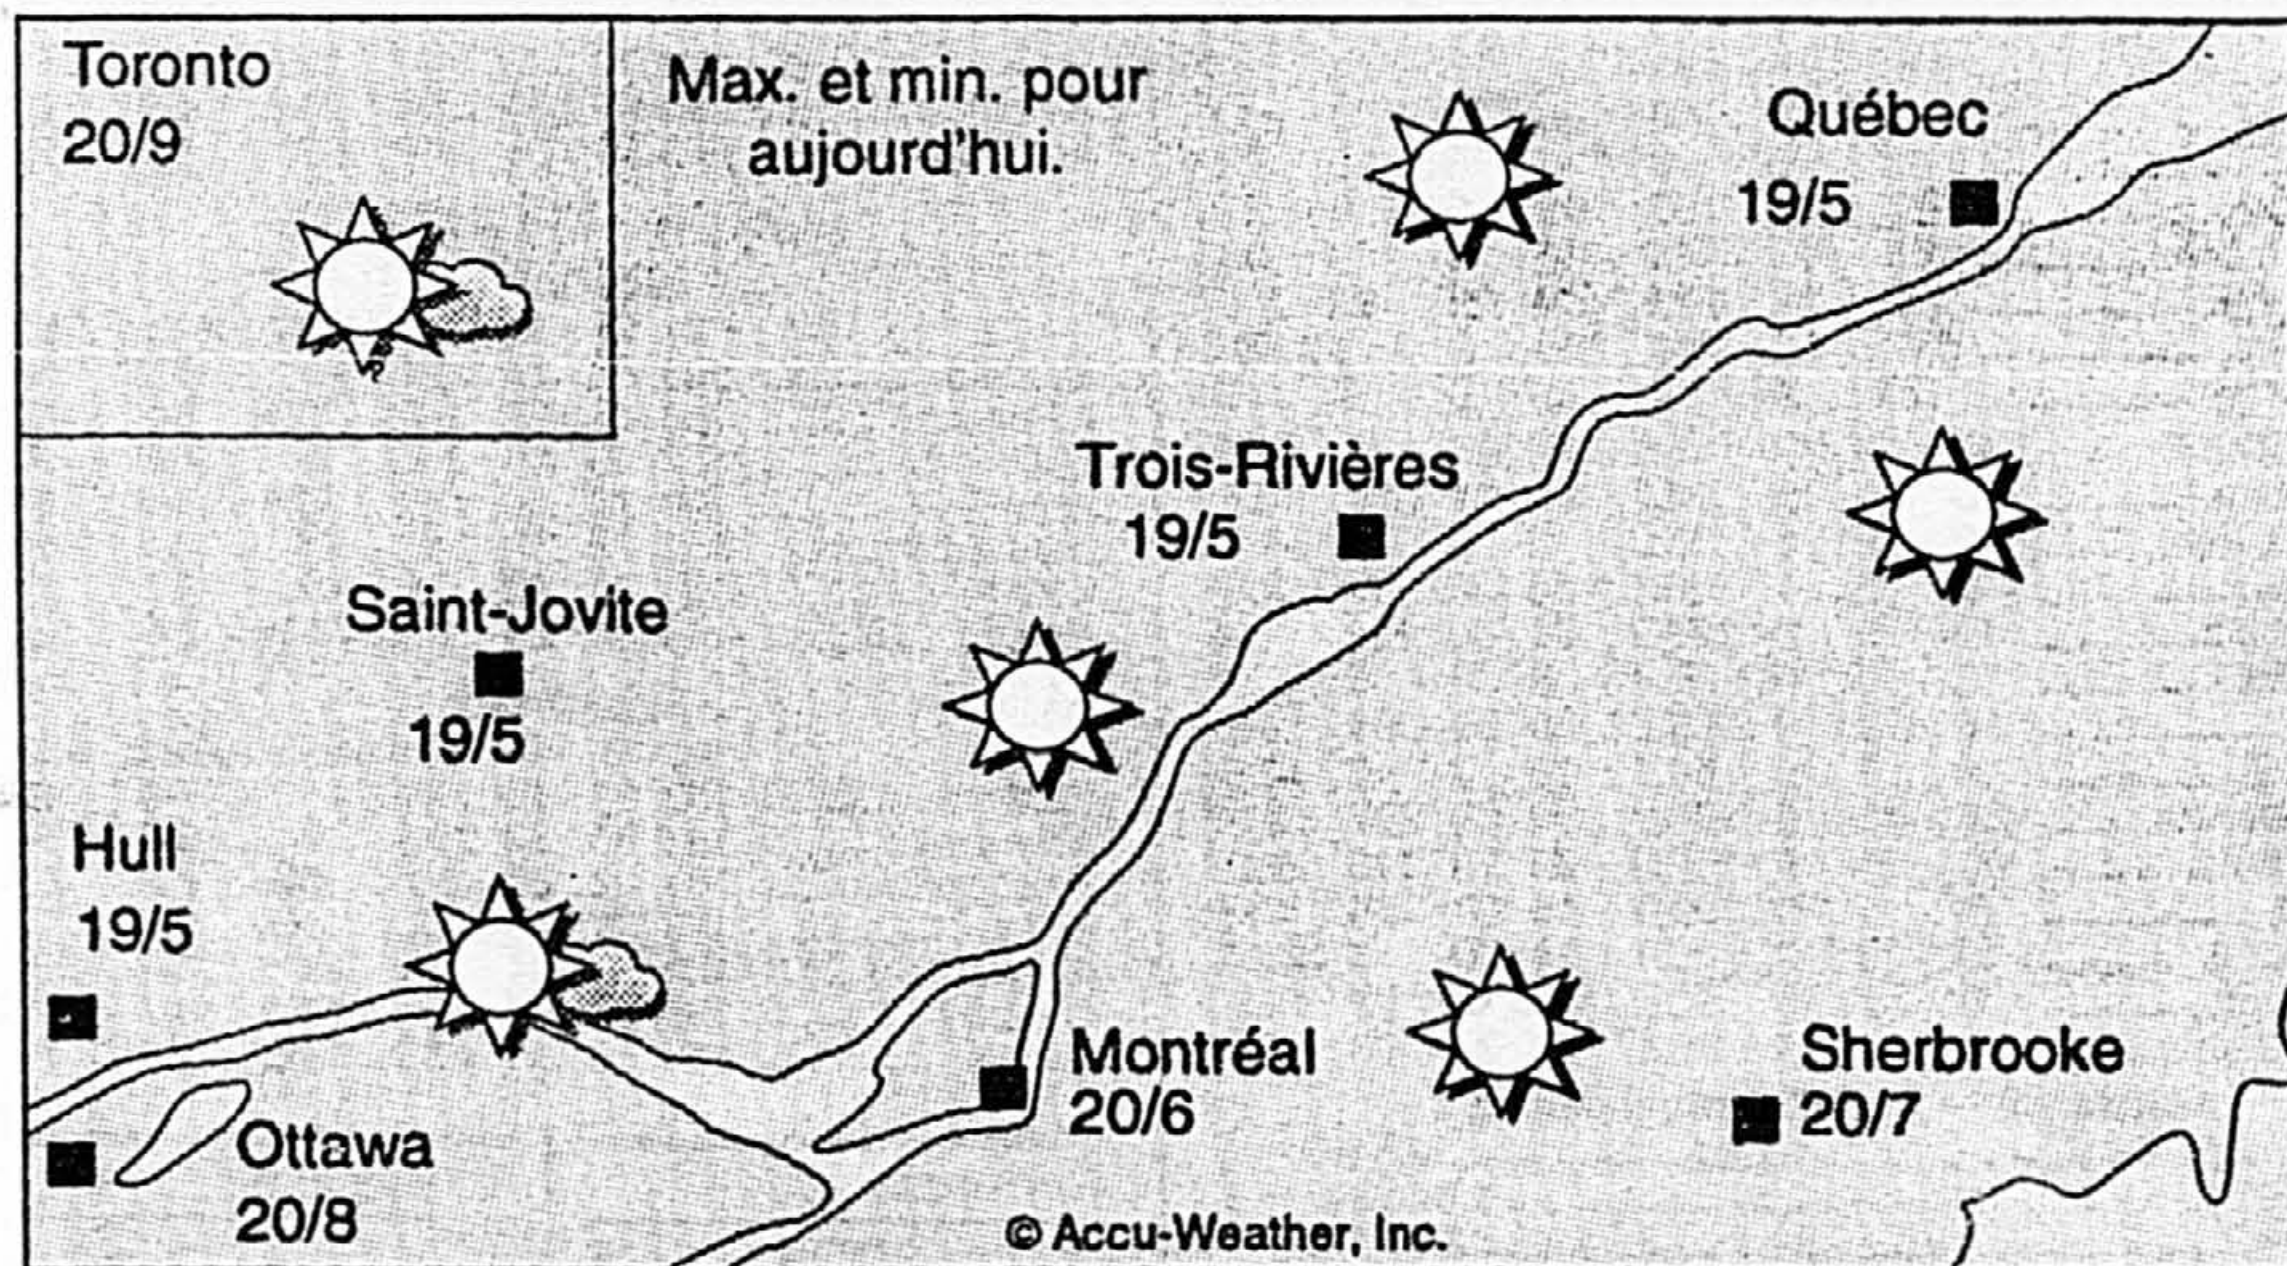 Toronto
20/9
Max. et min. pour
aujourd'hui.
Québec
19/5
Trois-Rivières
19/5
Saint-Jovite
19/5
Hull
19/5
Montréal
20/6
Sherbrooke
20/7
Ottawa
20/8
© Accu-Weather, Inc.